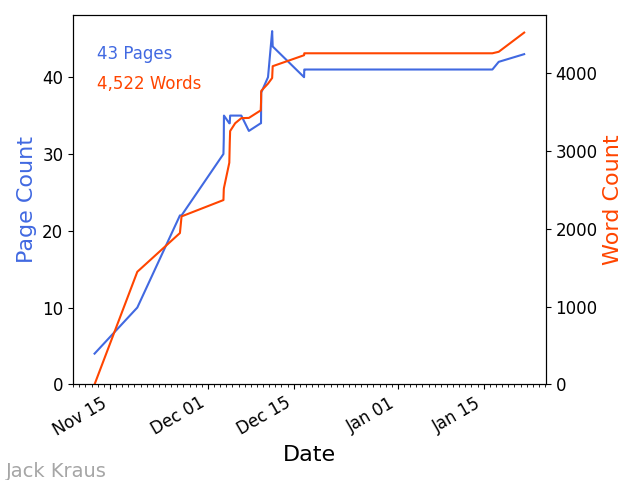 43 Pages
4,522 Words
Page Count
0
10
20
30
40
Word Count
0
1000
2000
3000
4000
Nov 15
Dec 01
Dec 15
Jan 01
Jan 15
Date
Jack Kraus